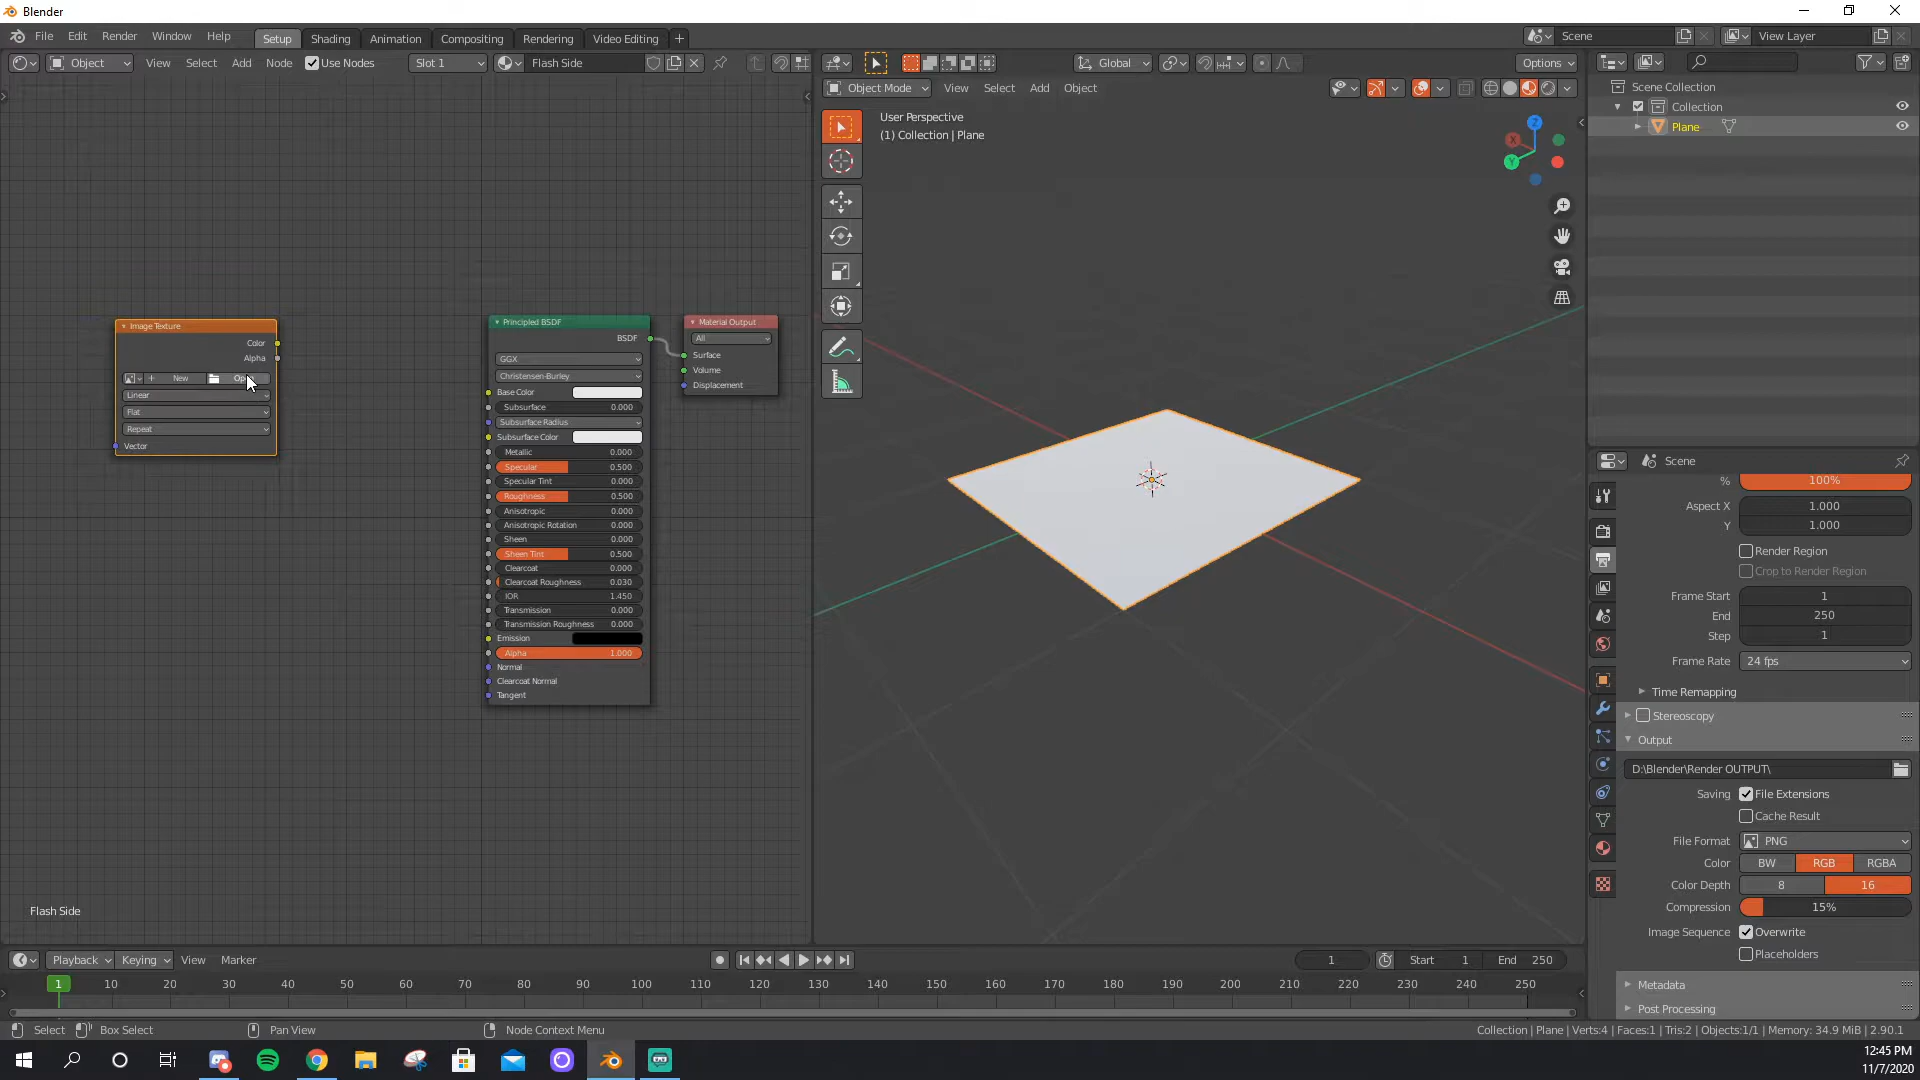 Blender
File Edit Render Window Help Setup Shading Animation Compositing Rendering Video Editing + Scene View Layer
Object View Select Add Node Use Nodes Slot 1 Flash Side Global Options
Object Mode View Select Add Object
User Perspective
(1) Collection | Plane
Z
X
Y
Scene Collection
Collection
Plane
Image Texture
Color
Alpha
New
Linear
Flat
Repeat
Vector
Principled BSDF
BSDF
GGX
Christensen-Burley
Base Color
Subsurface 0.000
Subsurface Radius
Subsurface Color
Metallic 0.000
Specular 0.500
Specular Tint 0.000
Roughness 0.500
Anisotropic 0.000
Anisotropic Rotation 0.000
Sheen 0.000
Sheen Tint 0.500
Clearcoat 0.000
Clearcoat Roughness 0.030
IOR 1.450
Transmission 0.000
Transmission Roughness 0.000
Emission
Alpha 1.000
Normal
Clearcoat Normal
Tangent
Material Output
All
Surface
Volume
Displacement
Flash Side
Scene
% 100%
Aspect X 1.000
Y 1.000
Render Region
Crop to Render Region
Frame Start 1
End 250
Step 1
Frame Rate 24 fps
Time Remapping
Stereoscopy
Output
D:\Blender\Render OUTPUT\
Saving File Extensions
Cache Result
File Format PNG
Color BW RGB RGBA
Color Depth 8 16
Compression 15%
Image Sequence Overwrite
Placeholders
Metadata
Post Processing
Playback Keying View Marker 1 Start 1 End 250
1 10 20 30 40 50 60 70 80 90 100 110 120 130 140 150 160 170 180 190 200 210 220 230 240 250
Select Box Select Pan View Node Context Menu Collection | Plane | Verts:4 | Faces:1 | Tris:2 | Objects:1/1 | Memory: 34.9 MiB | 2.90.1
12:45 PM
11/7/2020